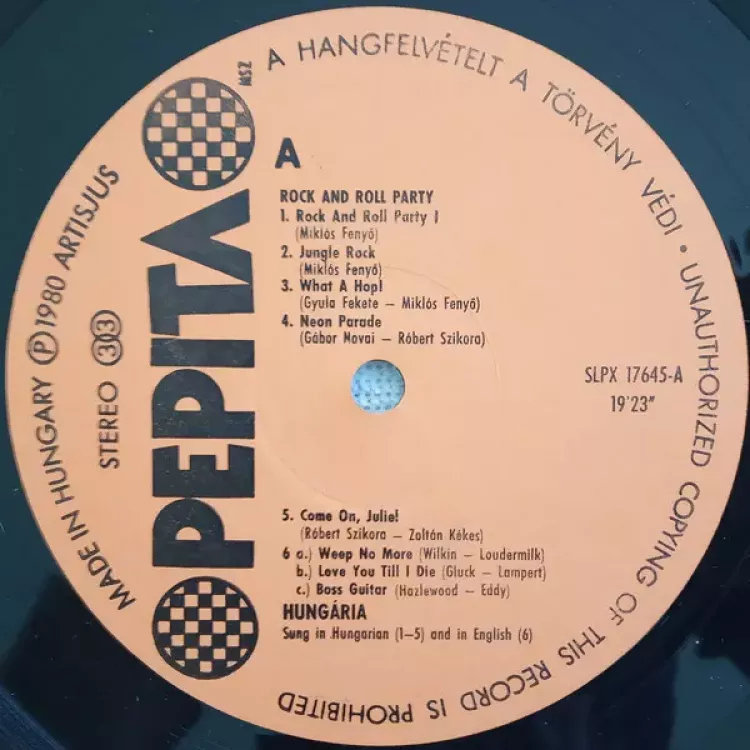 A HANGFELVÉTELT A TÖRVÉNY VÉDI • UNAUTHORIZED COPYING OF THIS RECORD IS PROHIBITED
MADE IN HUNGARY Ⓟ 1980 ARTISJUS
STEREO 33
PEPITA
MSZ
A
ROCK AND ROLL PARTY
1. Rock And Roll Party I
(Miklós Fenyő)
2. Jungle Rock
(Miklós Fenyő)
3. What A Hop!
(Gyula Fekete – Miklós Fenyő)
4. Neon Parade
(Gábor Novai – Róbert Szikora)
SLPX 17645-A
19'23"
5. Come On, Julie!
(Róbert Szikora – Zoltán Kékes)
6 a.) Weep No More (Wilkin – Loudermilk)
b.) Love You Till I Die (Gluck – Lampert)
c.) Boss Guitar (Hazlewood – Eddy)
HUNGÁRIA
Sung in Hungarian (1–5) and in English (6)